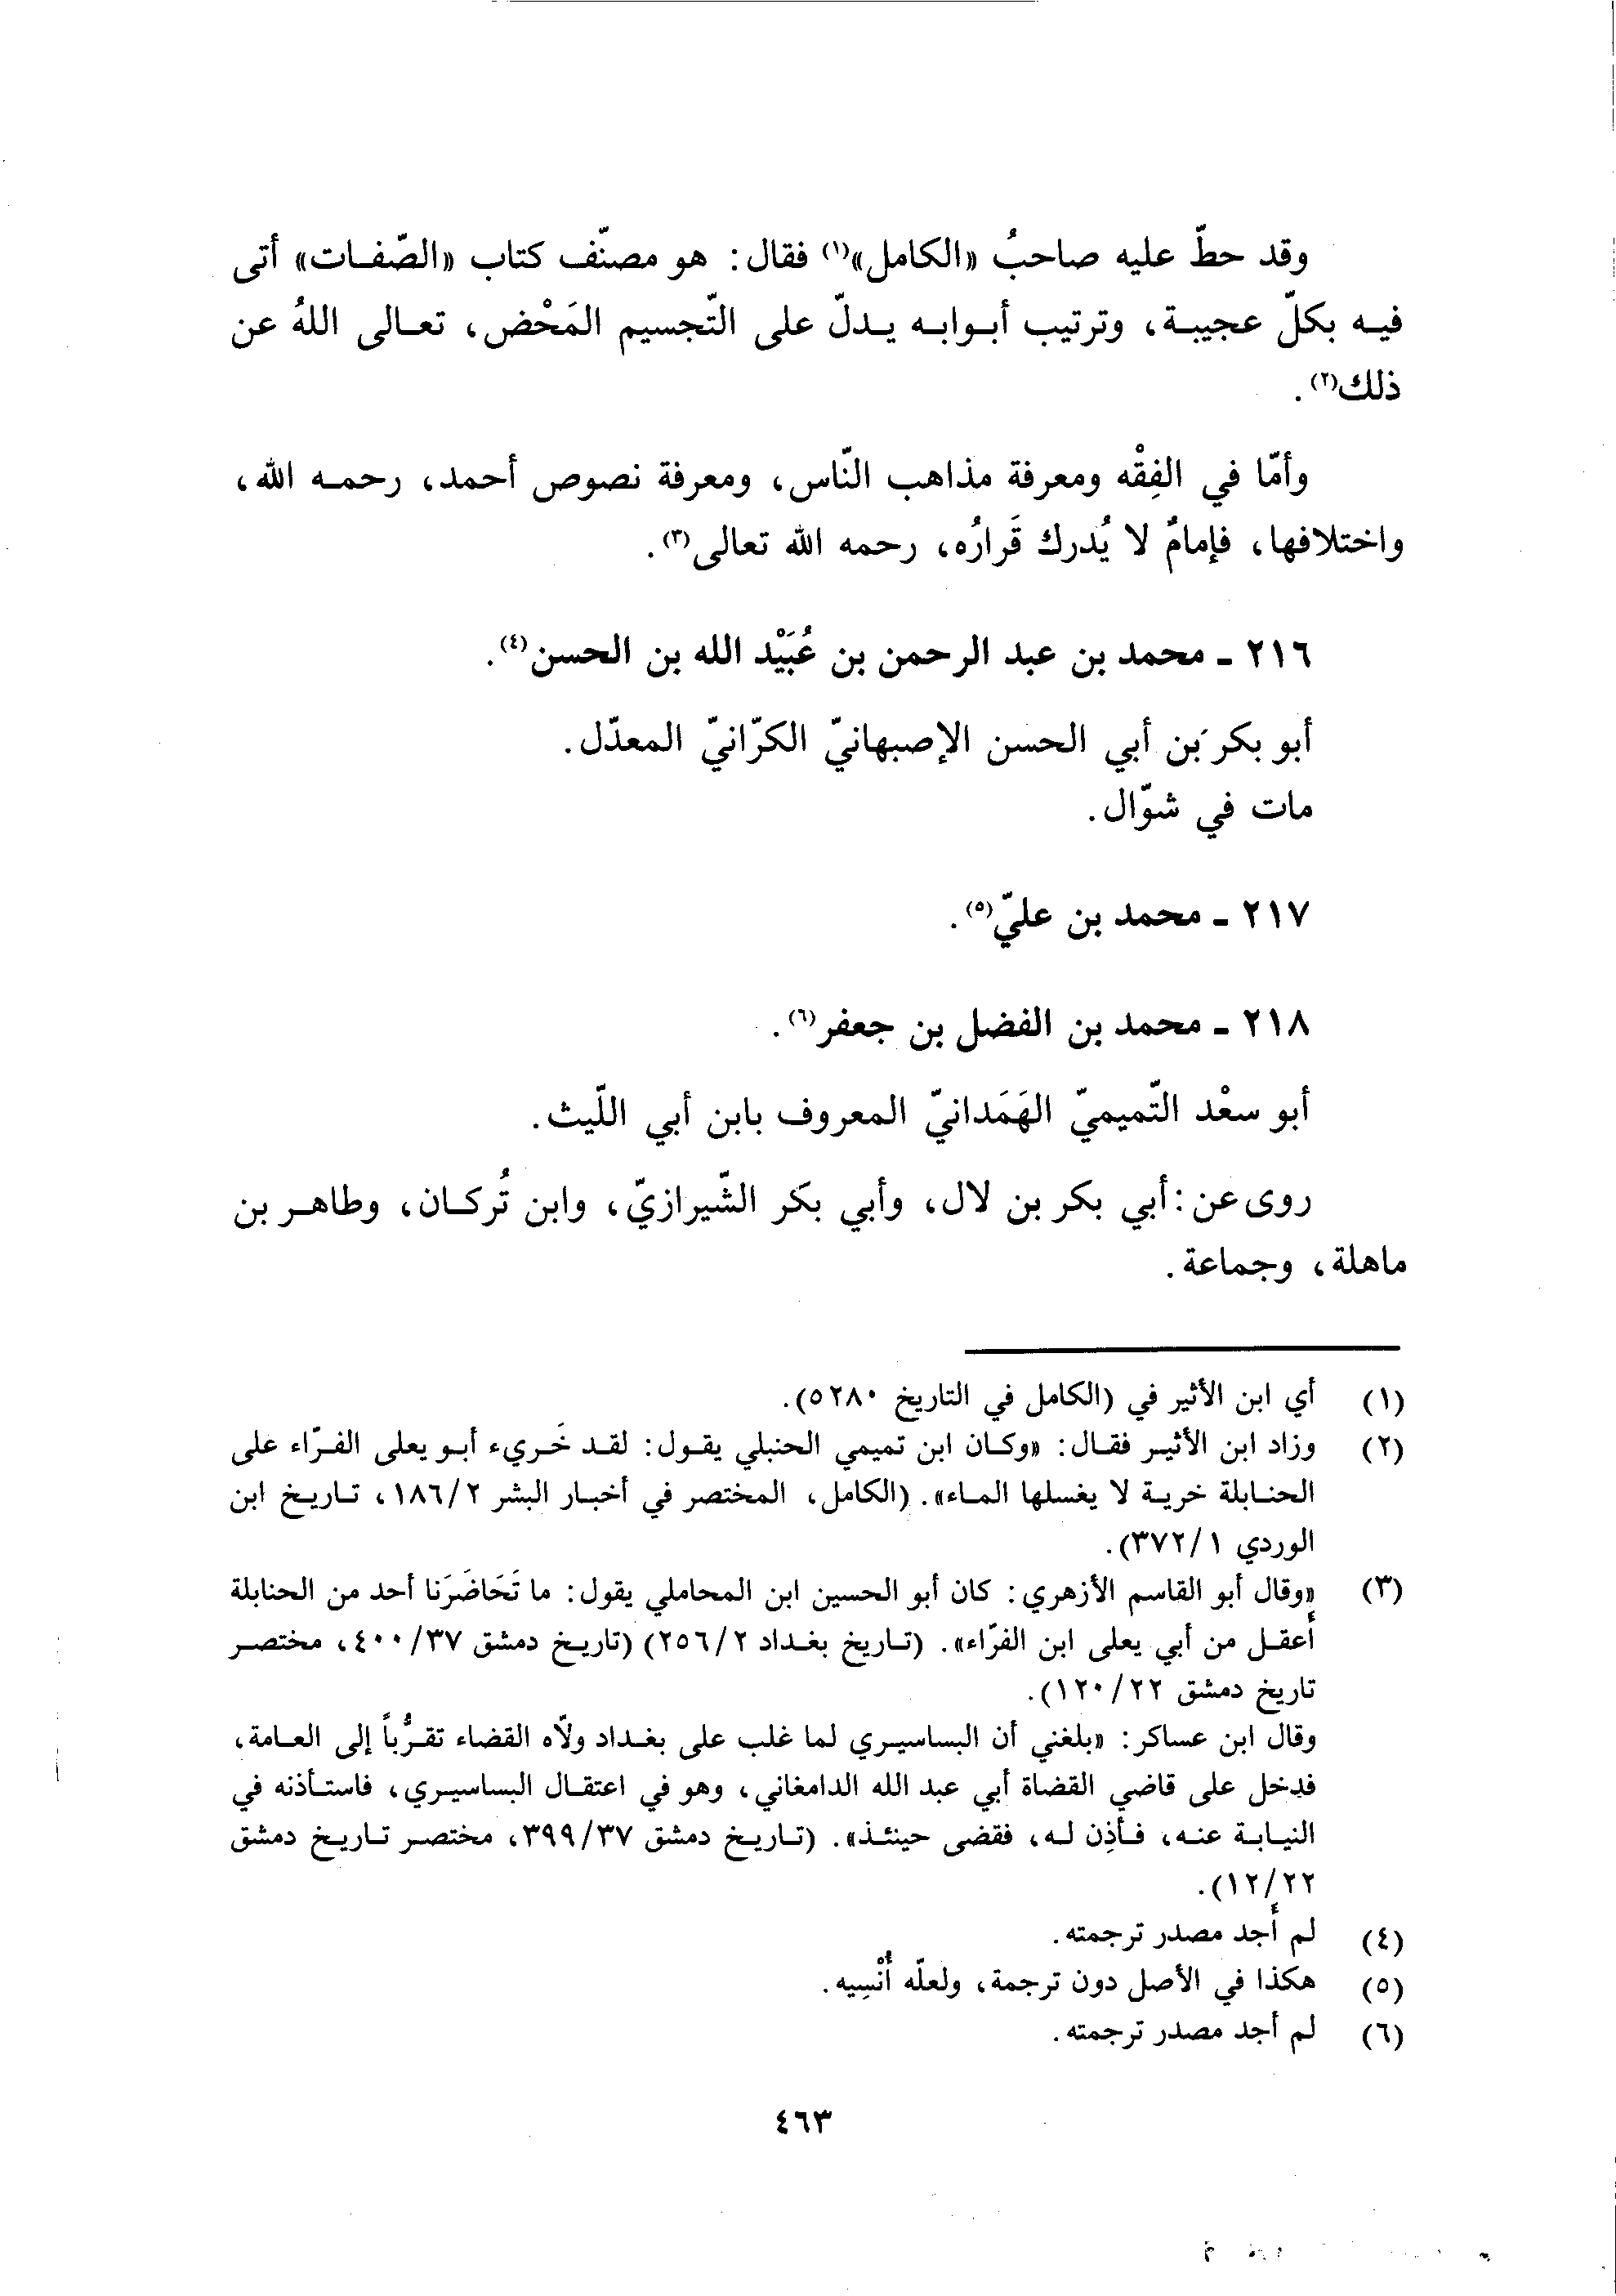 وقد حطّ عليه صاحبُ «الكامل»(١) فقال: هو مصنّف كتاب «الصّفات» أتى
فيه بكلّ عجيبة، وترتيب أبوابه يدلّ على التّجسيم المَحْض، تعالى اللهُ عن
ذلك(٢).
وأمّا في الفِقْه ومعرفة مذاهب النّاس، ومعرفة نصوص أحمد، رحمه الله،
واختلافها، فإمامٌ لا يُدرك قَرارُه، رحمه الله تعالى(٣).
٢١٦ - محمد بن عبد الرحمن بن عُبَيْد الله بن الحسن(٤).
أبو بكر بن أبي الحسن الإصبهانيّ الكرّانيّ المعدّل.
مات في شوّال.
٢١٧ - محمد بن عليّ(٥).
٢١٨ - محمد بن الفضل بن جعفر(٦).
أبو سعْد التّميميّ الهَمَدانيّ المعروف بابن أبي اللّيث.
روى عن: أبي بكر بن لال، وأبي بكر الشّيرازيّ، وابن تُركان، وطاهر بن
ماهلة، وجماعة.
(١) أي ابن الأثير في (الكامل في التاريخ ٥٢٨٠).
(٢) وزاد ابن الأثير فقال: «وكان ابن تميمي الحنبلي يقول: لقد خَريء أبو يعلى الفرّاء على
الحنابلة خرية لا يغسلها الماء». (الكامل، المختصر في أخبار البشر ١٨٦/٢، تاريخ ابن
الوردي ٣٧٢/١).
(٣) «وقال أبو القاسم الأزهري: كان أبو الحسين ابن المحاملي يقول: ما تَحَاضَرَنا أحد من الحنابلة
أعقل من أبي يعلى ابن الفرّاء». (تاريخ بغداد ٢٥٦/٢) (تاريخ دمشق ٤٠٠/٣٧، مختصر
تاريخ دمشق ١٢٠/٢٢).
وقال ابن عساكر: «بلغني أن البساسيري لما غلب على بغداد ولاّه القضاء تقرُّباً إلى العامة،
فدخل على قاضي القضاة أبي عبد الله الدامغاني، وهو في اعتقال البساسيري، فاستأذنه في
النيابة عنه، فأذِن له، فقضى حينئذ». (تاريخ دمشق ٣٩٩/٣٧، مختصر تاريخ دمشق
١٢/٢٢).
(٤) لم أجد مصدر ترجمته.
(٥) هكذا في الأصل دون ترجمة، ولعلّه أُنْسِيه.
(٦) لم أجد مصدر ترجمته.
٤٦٣